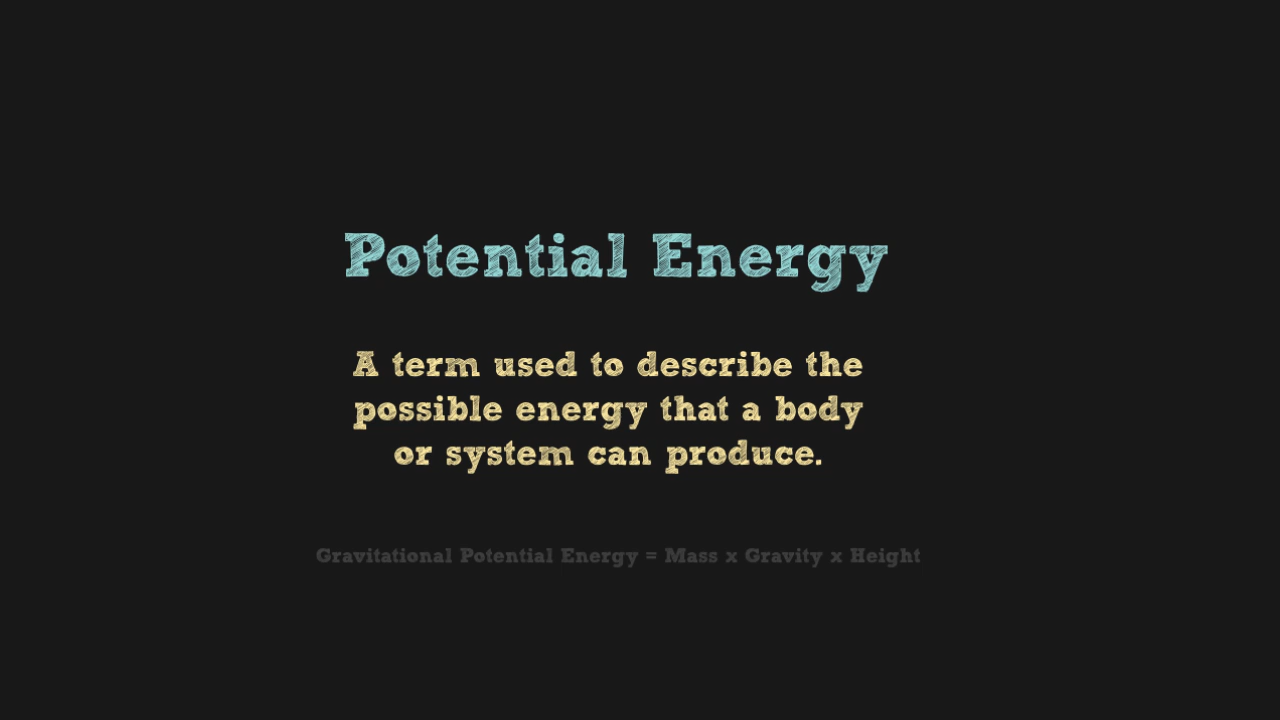 Potential Energy
A term used to describe the
possible energy that a body
or system can produce.
Gravitational Potential Energy = Mass x Gravity x Height